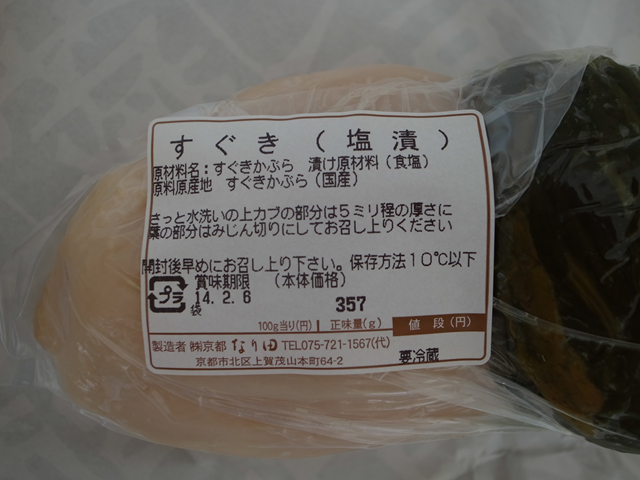 すぐき（塩漬）
原材料名：すぐきかぶら　漬け原材料（食塩）
原料原産地　すぐきかぶら（国産）
さっと水洗いの上カブの部分は５ミリ程の厚さに
葉の部分はみじん切りにしてお召し上りください
開封後早めにお召し上り下さい。保存方法１０℃以下
プラ　賞味期限　（本体価格）
袋　14.2.6　357
100g当り(円)　正味量(g)　値段(円)
製造者　㈱京都なり田　TEL075-721-1567(代)
京都市北区上賀茂山本町64-2　要冷蔵